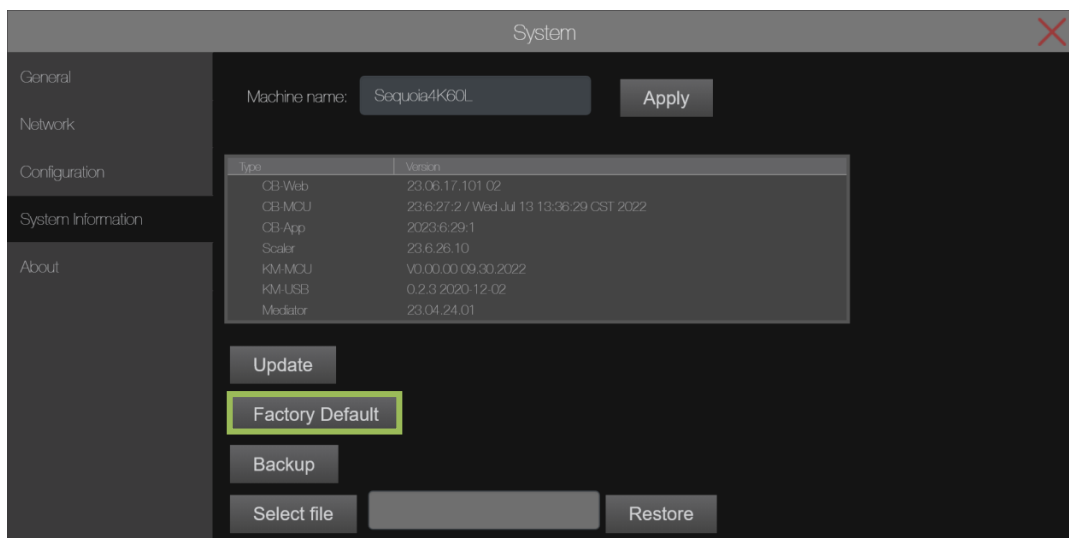 System
General
Network
Configuration
System Information
About
Machine name: Sequoia4K60L Apply
Type Version
CB-Web 23.06.17.101 02
CB-MCU 23:6:27:2 / Wed Jul 13 13:36:29 CST 2022
CB-App 2023:6:29:1
Scaler 23.6.26.10
KM-MCU V0.00.00 09.30.2022
KM-USB 0.2.3 2020-12-02
Mediator 23.04.24.01
Update
Factory Default
Backup
Select file Restore